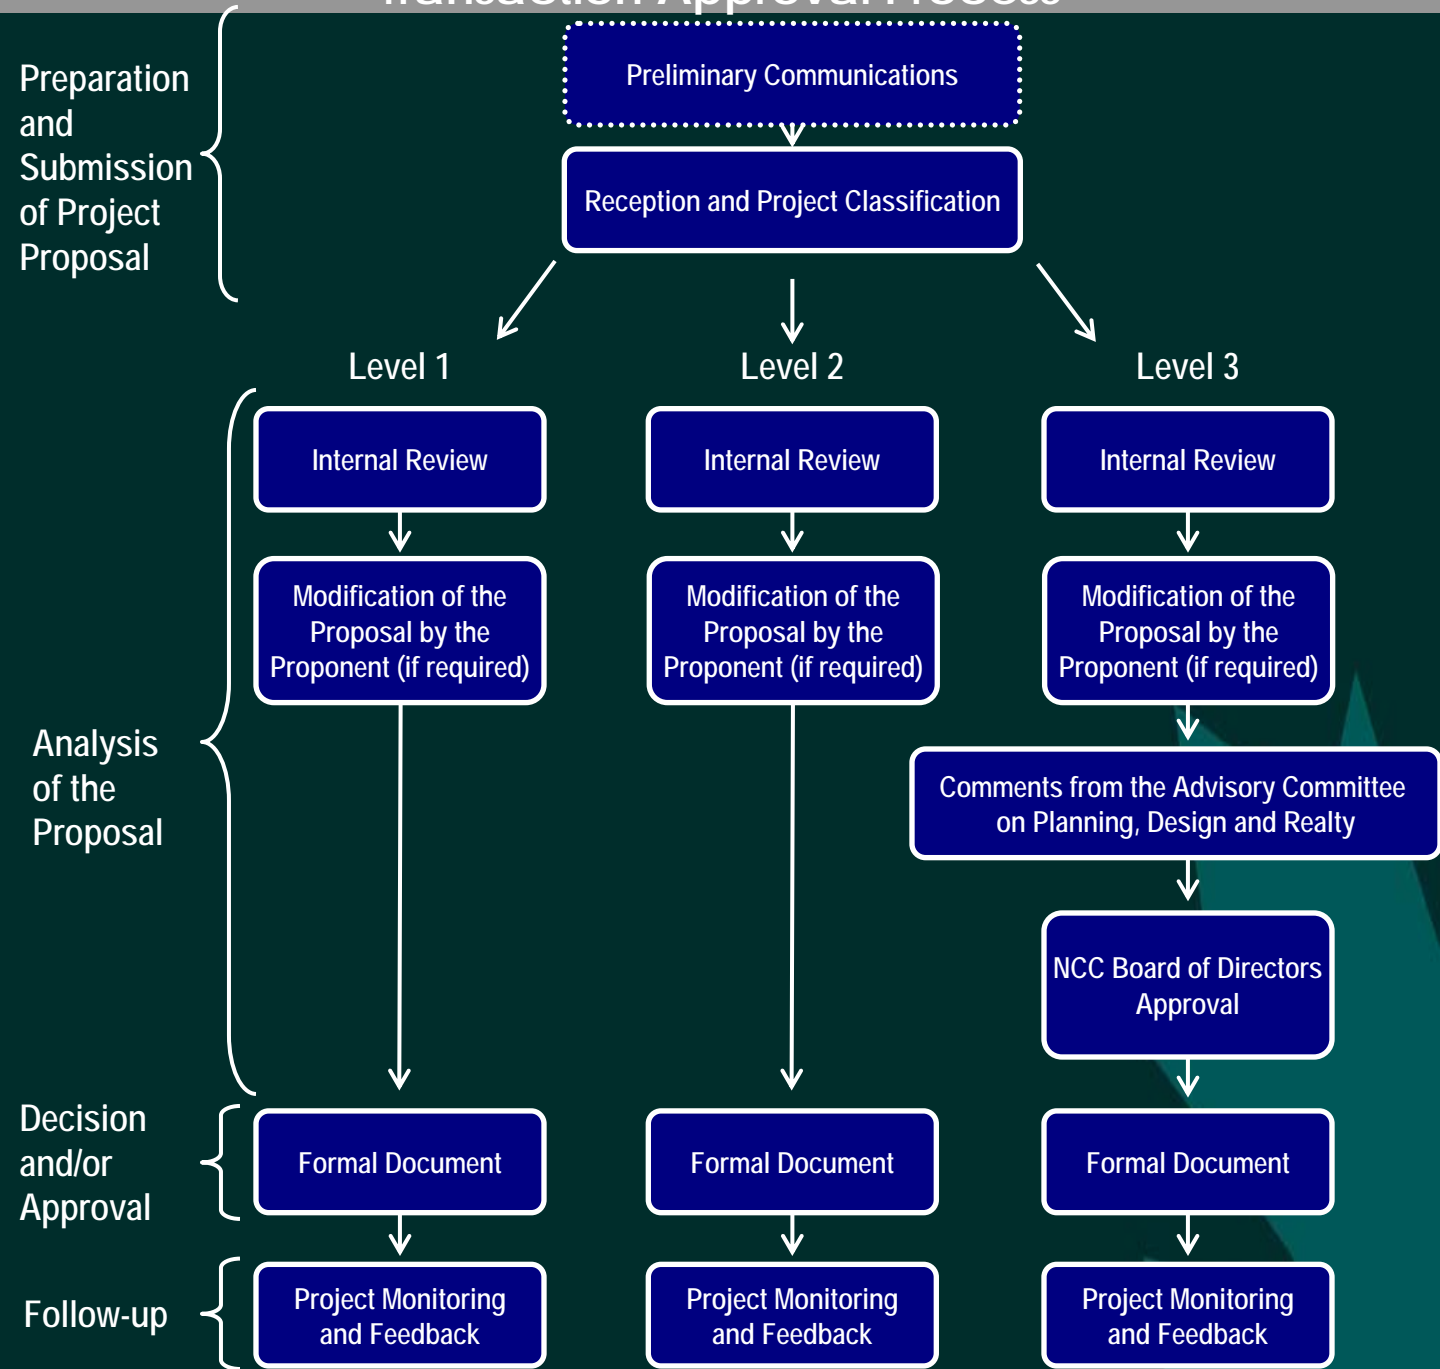 Transaction Approval Process
Preparation
and
Submission
of Project
Proposal
Preliminary Communications
Reception and Project Classification
Level 1
Level 2
Level 3
Analysis
of the
Proposal
Internal Review
Internal Review
Internal Review
Modification of the
Proposal by the
Proponent (if required)
Modification of the
Proposal by the
Proponent (if required)
Modification of the
Proposal by the
Proponent (if required)
Comments from the Advisory Committee
on Planning, Design and Realty
NCC Board of Directors
Approval
Decision
and/or
Approval
Formal Document
Formal Document
Formal Document
Follow-up
Project Monitoring
and Feedback
Project Monitoring
and Feedback
Project Monitoring
and Feedback